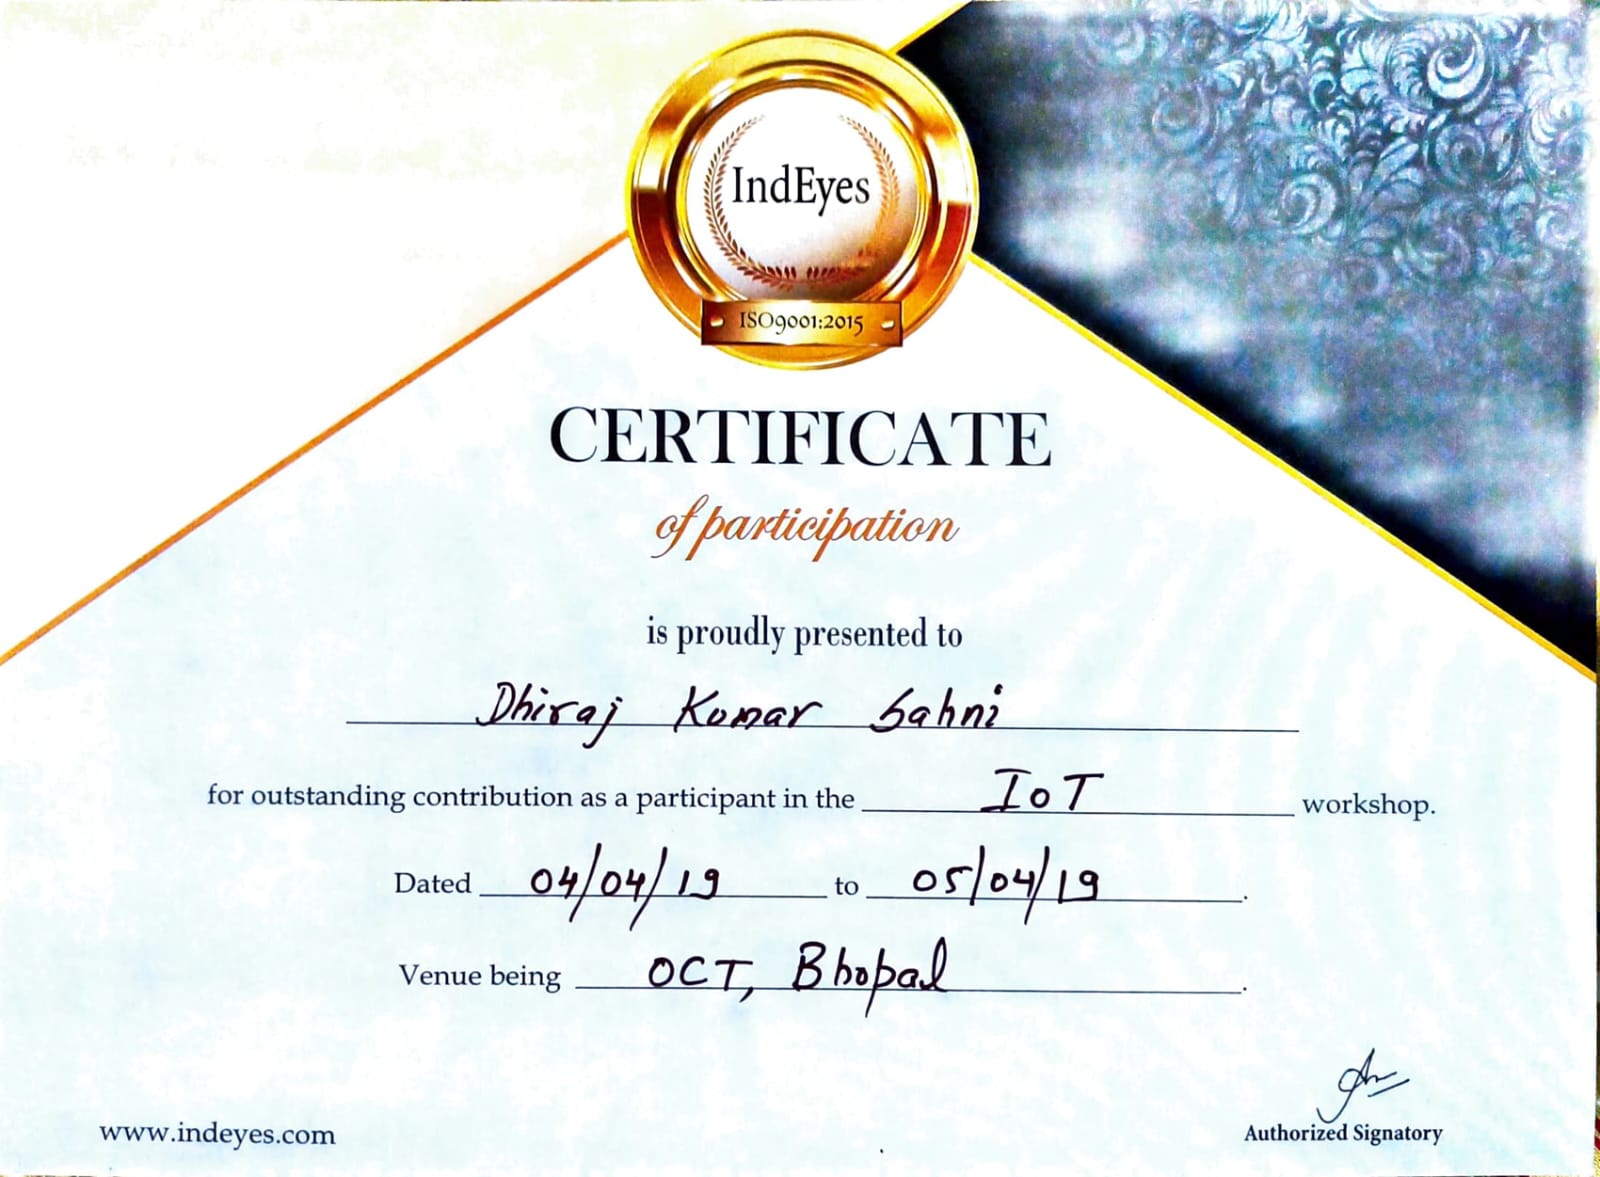 IndEyes
ISO9001:2015
CERTIFICATE
of participation
is proudly presented to
Dhiraj Kumar Sahni
for outstanding contribution as a participant in the IoT workshop.
Dated 04/04/19 to 05/04/19.
Venue being OCT, Bhopal.
www.indeyes.com
Authorized Signatory